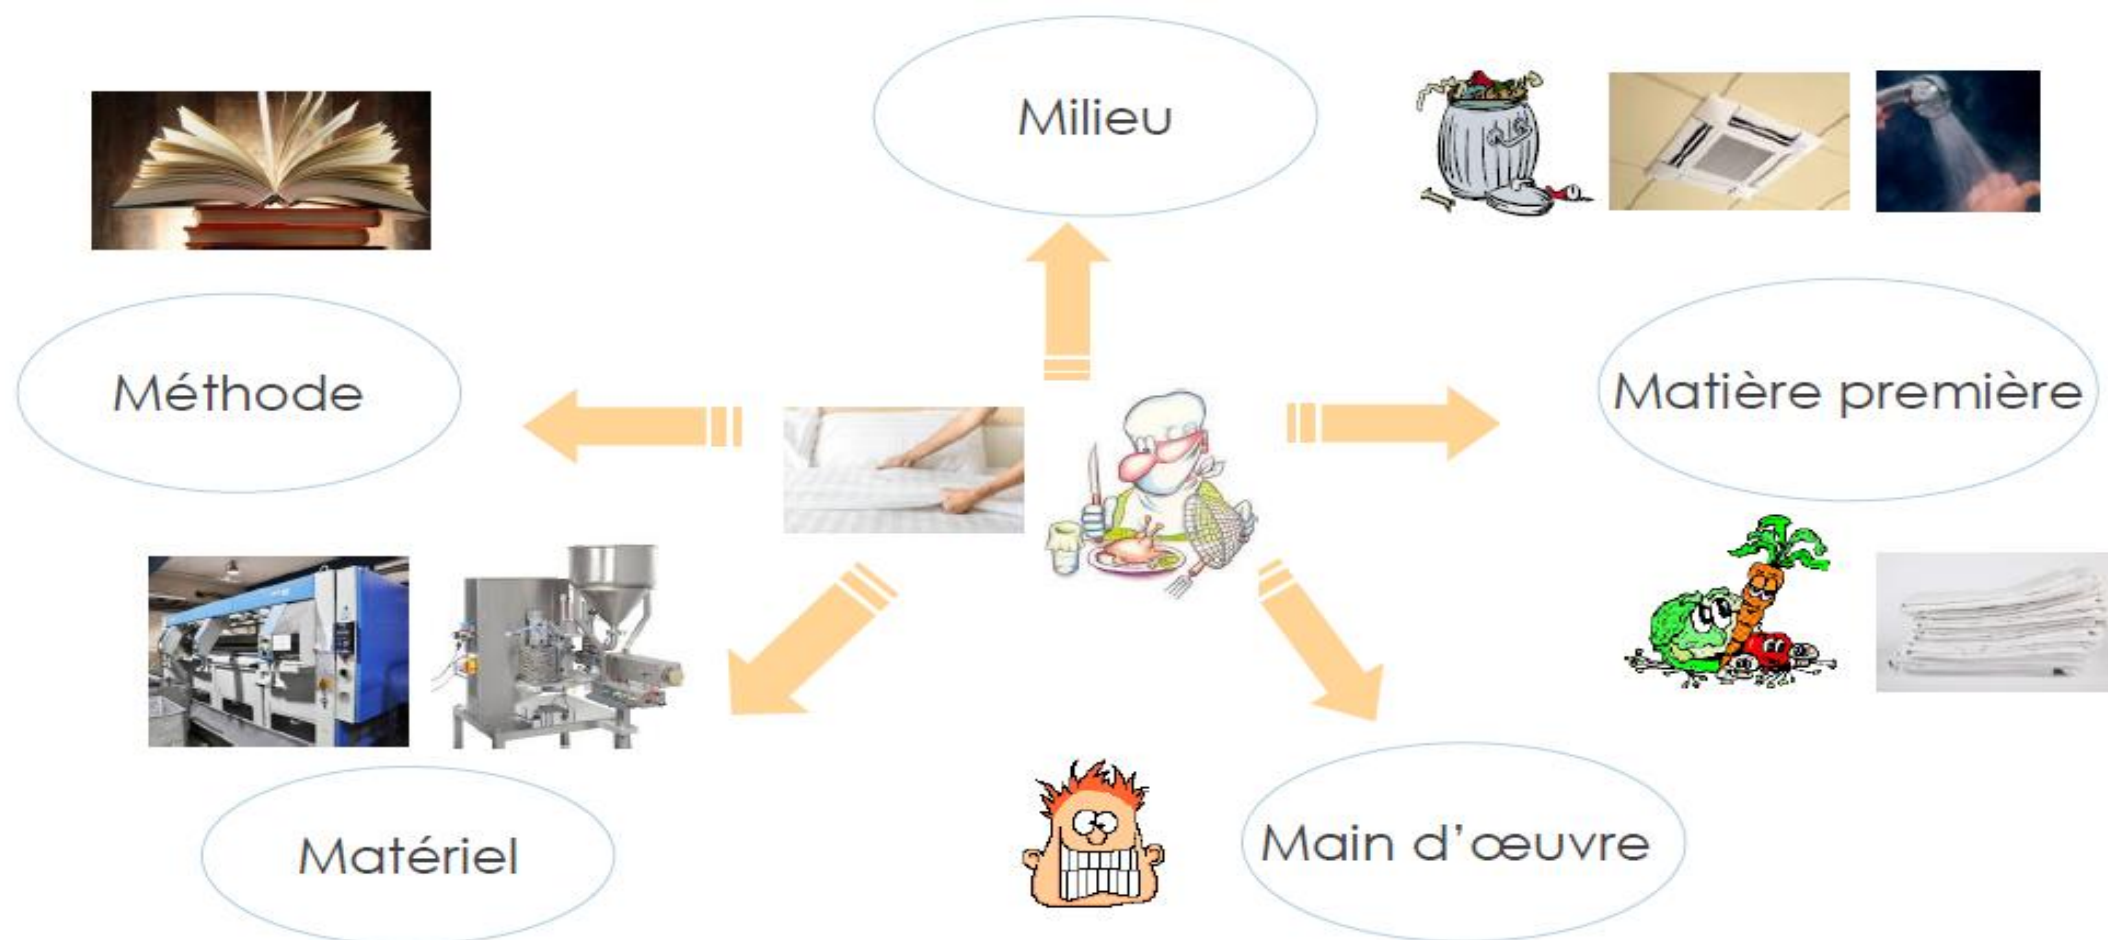 Milieu
Méthode
Matière première
Matériel
Main d'œuvre